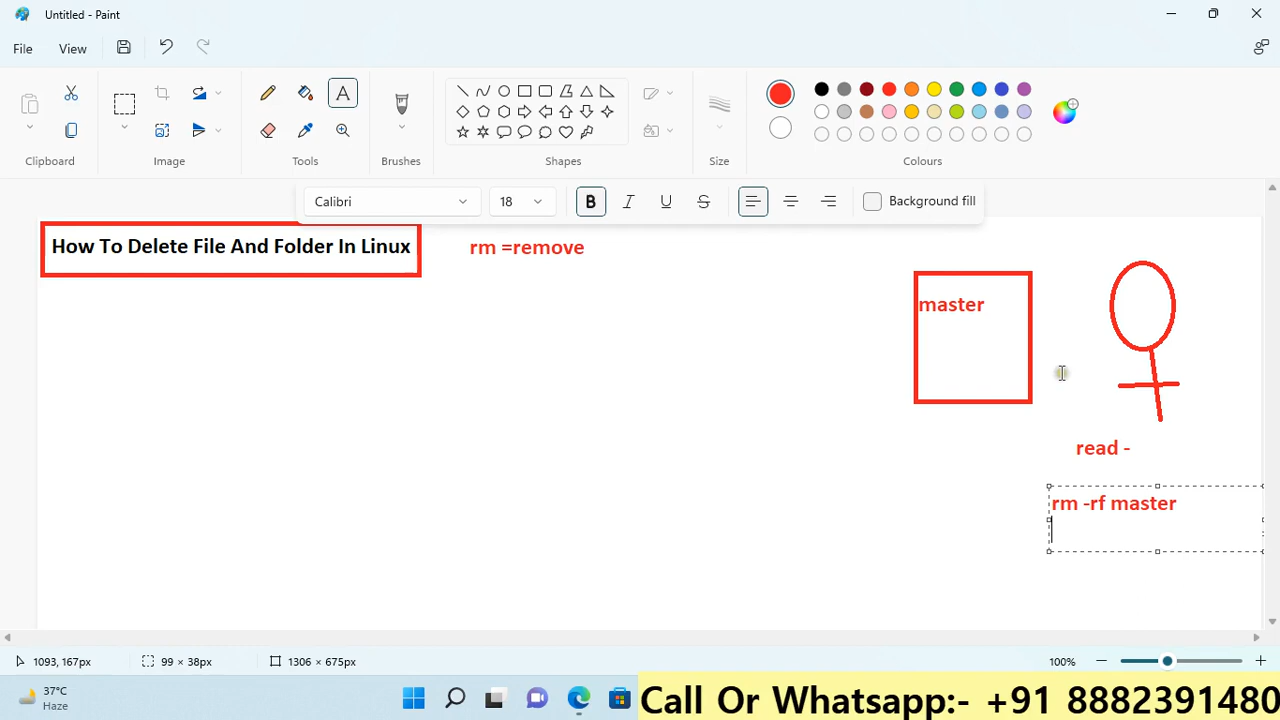 Untitled - Paint
File
View
Clipboard
Image
Tools
Brushes
Shapes
Size
Colours
Calibri
18
B
Background fill
How To Delete File And Folder In Linux
rm =remove
master
read -
rm -rf master
1093, 167px
99 × 38px
1306 × 675px
100%
37°C
Haze
Call Or Whatsapp:- +91 8882391480